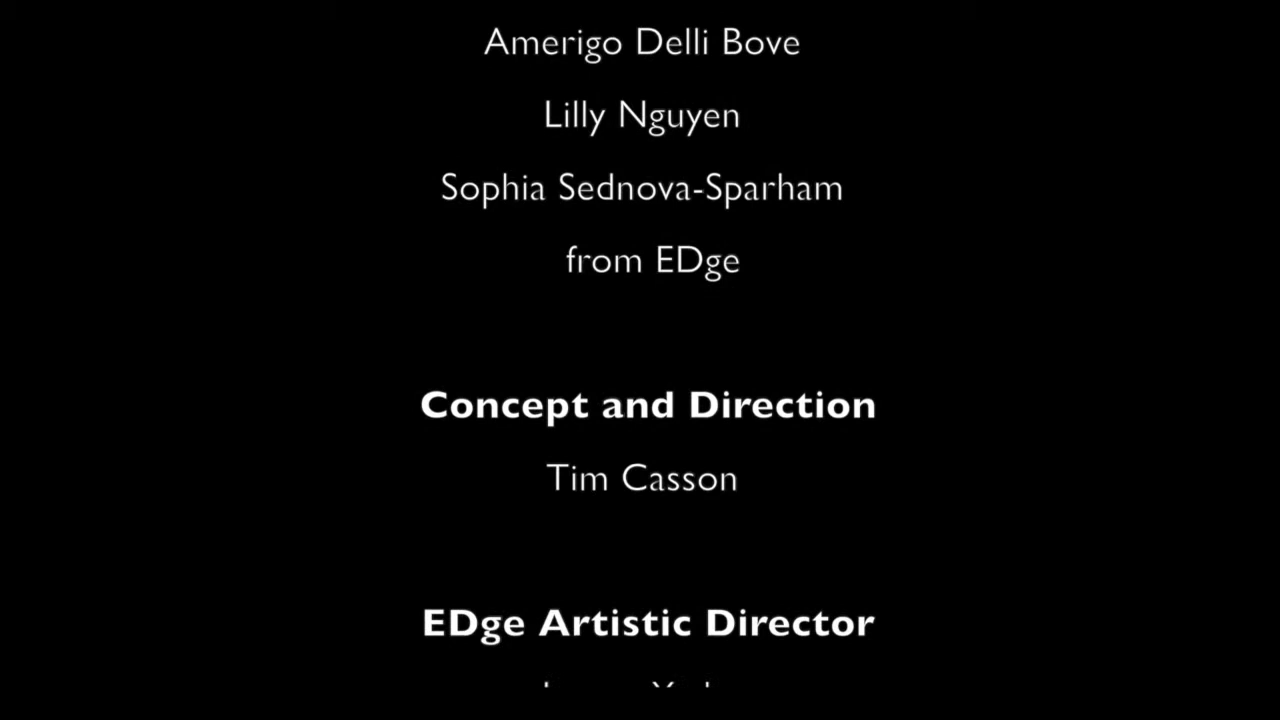 Amerigo Delli Bove
Lilly Nguyen
Sophia Sednova-Sparham
from EDge
Concept and Direction
Tim Casson
EDge Artistic Director